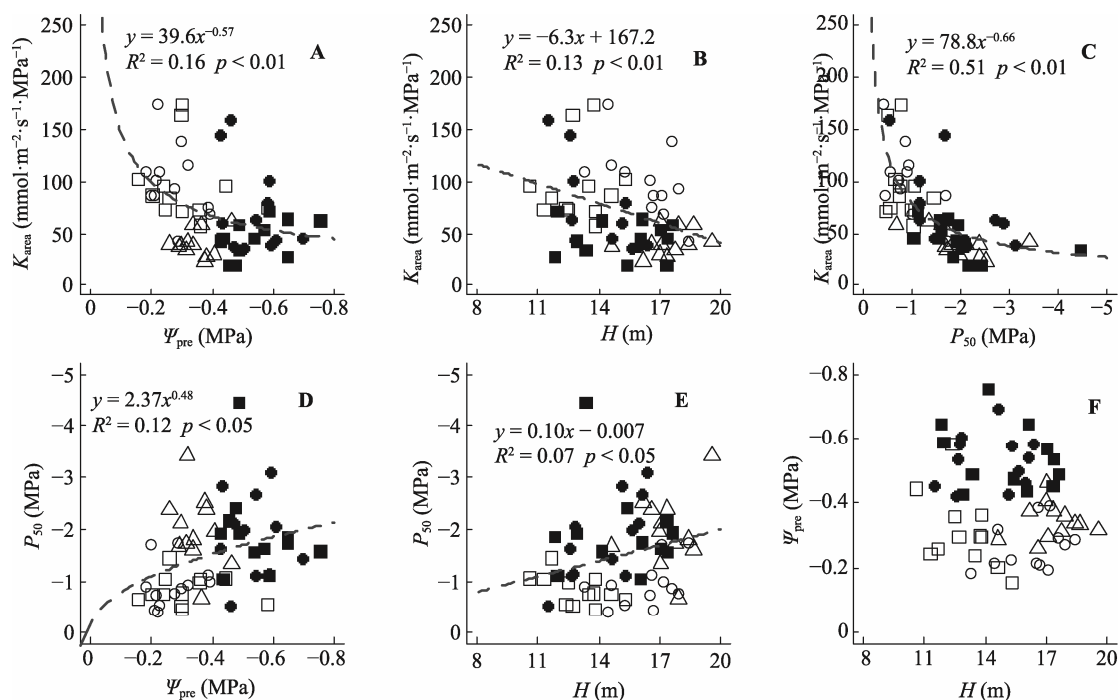 y = 39.6x⁻⁰·⁵⁷
R² = 0.16 p < 0.01
A
250
200
150
100
50
0
K_area (mmol·m⁻²·s⁻¹·MPa⁻¹)
0 −0.2 −0.4 −0.6 −0.8
Ψ_pre (MPa)
y = −6.3x + 167.2
R² = 0.13 p < 0.01
B
250
200
150
100
50
0
K_area (mmol·m⁻²·s⁻¹·MPa⁻¹)
8 11 14 17 20
H (m)
y = 78.8x⁻⁰·⁶⁶
R² = 0.51 p < 0.01
C
250
200
150
100
50
0
K_area (mmol·m⁻²·s⁻¹·MPa⁻¹)
0 −1 −2 −3 −4 −5
P₅₀ (MPa)
y = 2.37x⁰·⁴⁸
R² = 0.12 p < 0.05
D
−5
−4
−3
−2
−1
0
P₅₀ (MPa)
0 −0.2 −0.4 −0.6 −0.8
Ψ_pre (MPa)
E
y = 0.10x − 0.007
R² = 0.07 p < 0.05
−5
−4
−3
−2
−1
0
P₅₀ (MPa)
8 11 14 17 20
H (m)
F
−0.8
−0.6
−0.4
−0.2
0
Ψ_pre (MPa)
8 11 14 17 20
H (m)